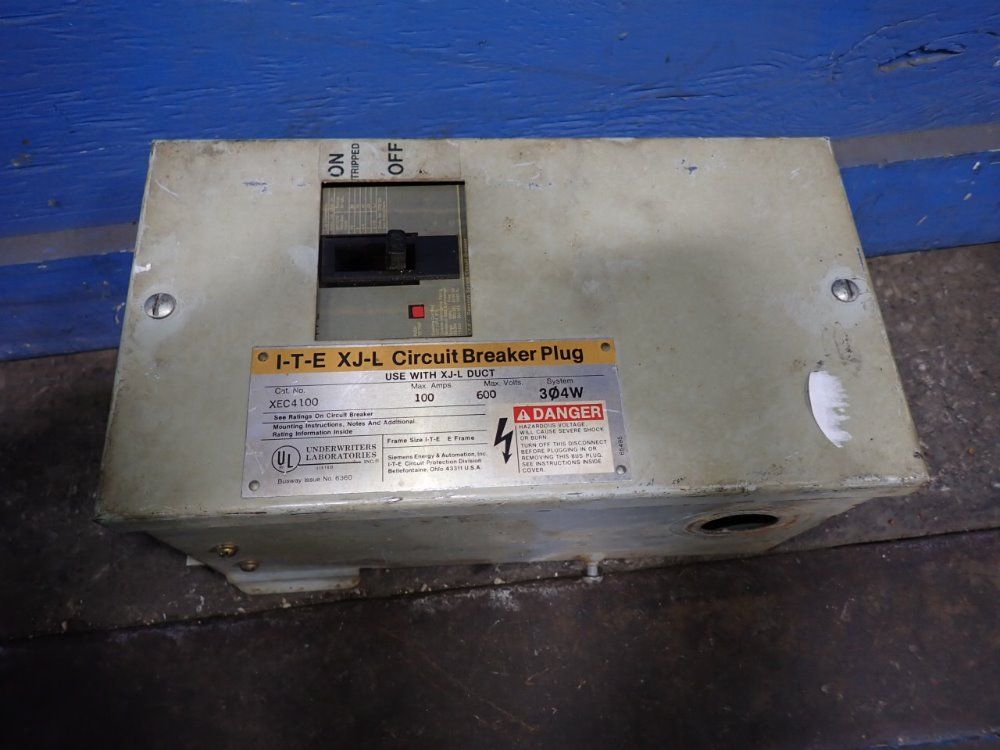 ON
TRIPPED
OFF
I-T-E XJ-L Circuit Breaker Plug
USE WITH XJ-L DUCT
Cat. No. Max. Amps Max. Volts. System
XEC4100 100 600 3Ø4W
See Ratings On Circuit Breaker
Mounting Instructions, Notes And Additional
Rating Information Inside
UL
UNDERWRITERS
LABORATORIES
INC.®
LISTED
Busway Issue No. 6360
Frame Size I-T-E E Frame
Siemens Energy & Automation, Inc.
I-T-E Circuit Protection Division
Bellefontaine, Ohio 43311 U.S.A.
DANGER
HAZARDOUS VOLTAGE.
WILL CAUSE SEVERE SHOCK
OR BURN.
TURN OFF THIS DISCONNECT
BEFORE PLUGGING IN OR
REMOVING THIS BUS PLUG.
SEE INSTRUCTIONS INSIDE
COVER.